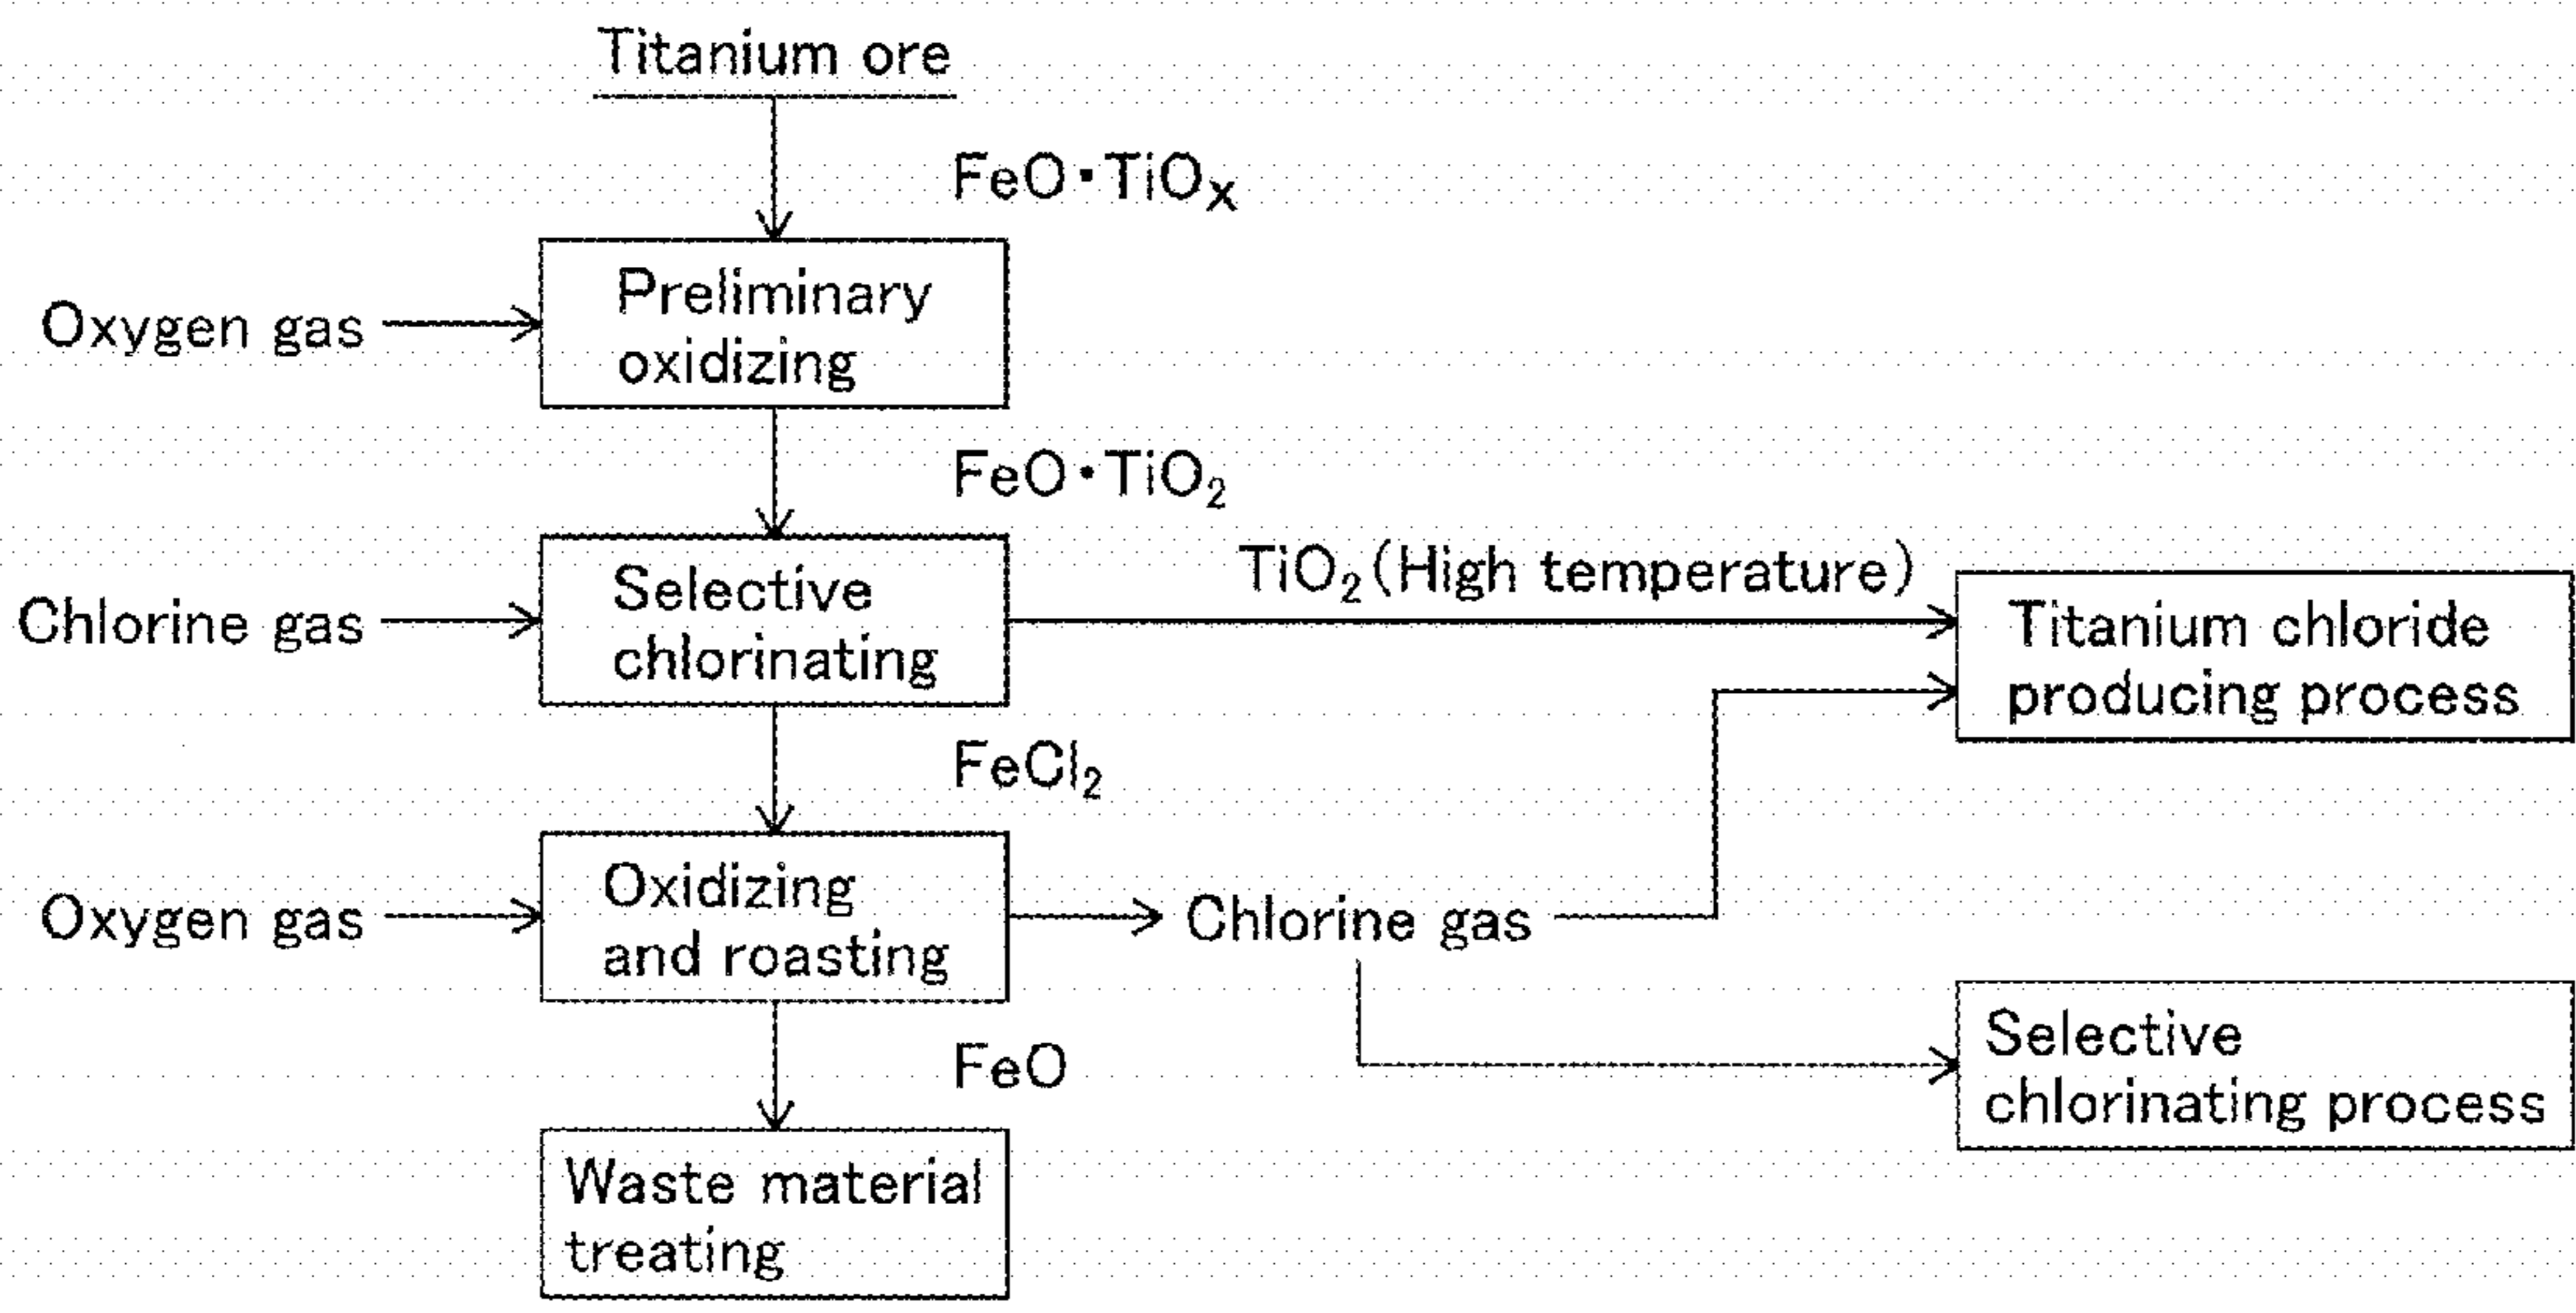 Titanium ore
FeO・TiOₓ
Oxygen gas
Preliminary
oxidizing
FeO・TiO₂
Chlorine gas
Selective
chlorinating
TiO₂(High temperature)
Titanium chloride
producing process
FeCl₂
Oxygen gas
Oxidizing
and roasting
Chlorine gas
FeO
Selective
chlorinating process
Waste material
treating